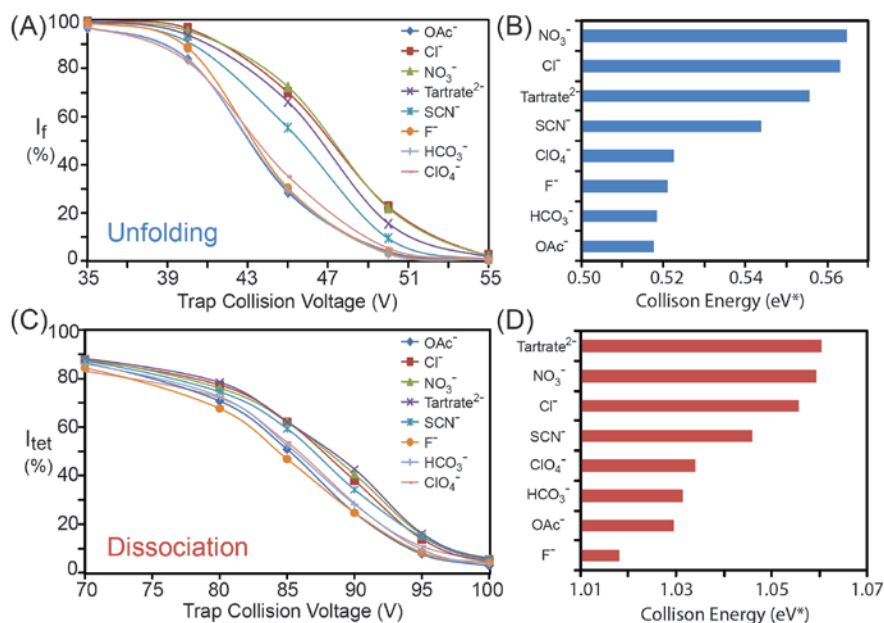 (A)
100
80
60
40
20
0
I_f
(%)
OAc⁻
Cl⁻
NO₃⁻
Tartrate²⁻
SCN⁻
F⁻
HCO₃⁻
ClO₄⁻
Unfolding
35 39 43 47 51 55
Trap Collision Voltage (V)
(B)
NO₃⁻
Cl⁻
Tartrate²⁻
SCN⁻
ClO₄⁻
F⁻
HCO₃⁻
OAc⁻
0.50 0.52 0.54 0.56
Collison Energy (eV*)
(C)
100
80
60
40
20
0
I_tet
(%)
OAc⁻
Cl⁻
NO₃⁻
Tartrate²⁻
SCN⁻
F⁻
HCO₃⁻
ClO₄⁻
Dissociation
70 75 80 85 90 95 100
Trap Collision Voltage (V)
(D)
Tartrate²⁻
NO₃⁻
Cl⁻
SCN⁻
ClO₄⁻
HCO₃⁻
OAc⁻
F⁻
1.01 1.03 1.05 1.07
Collision Energy (eV*)